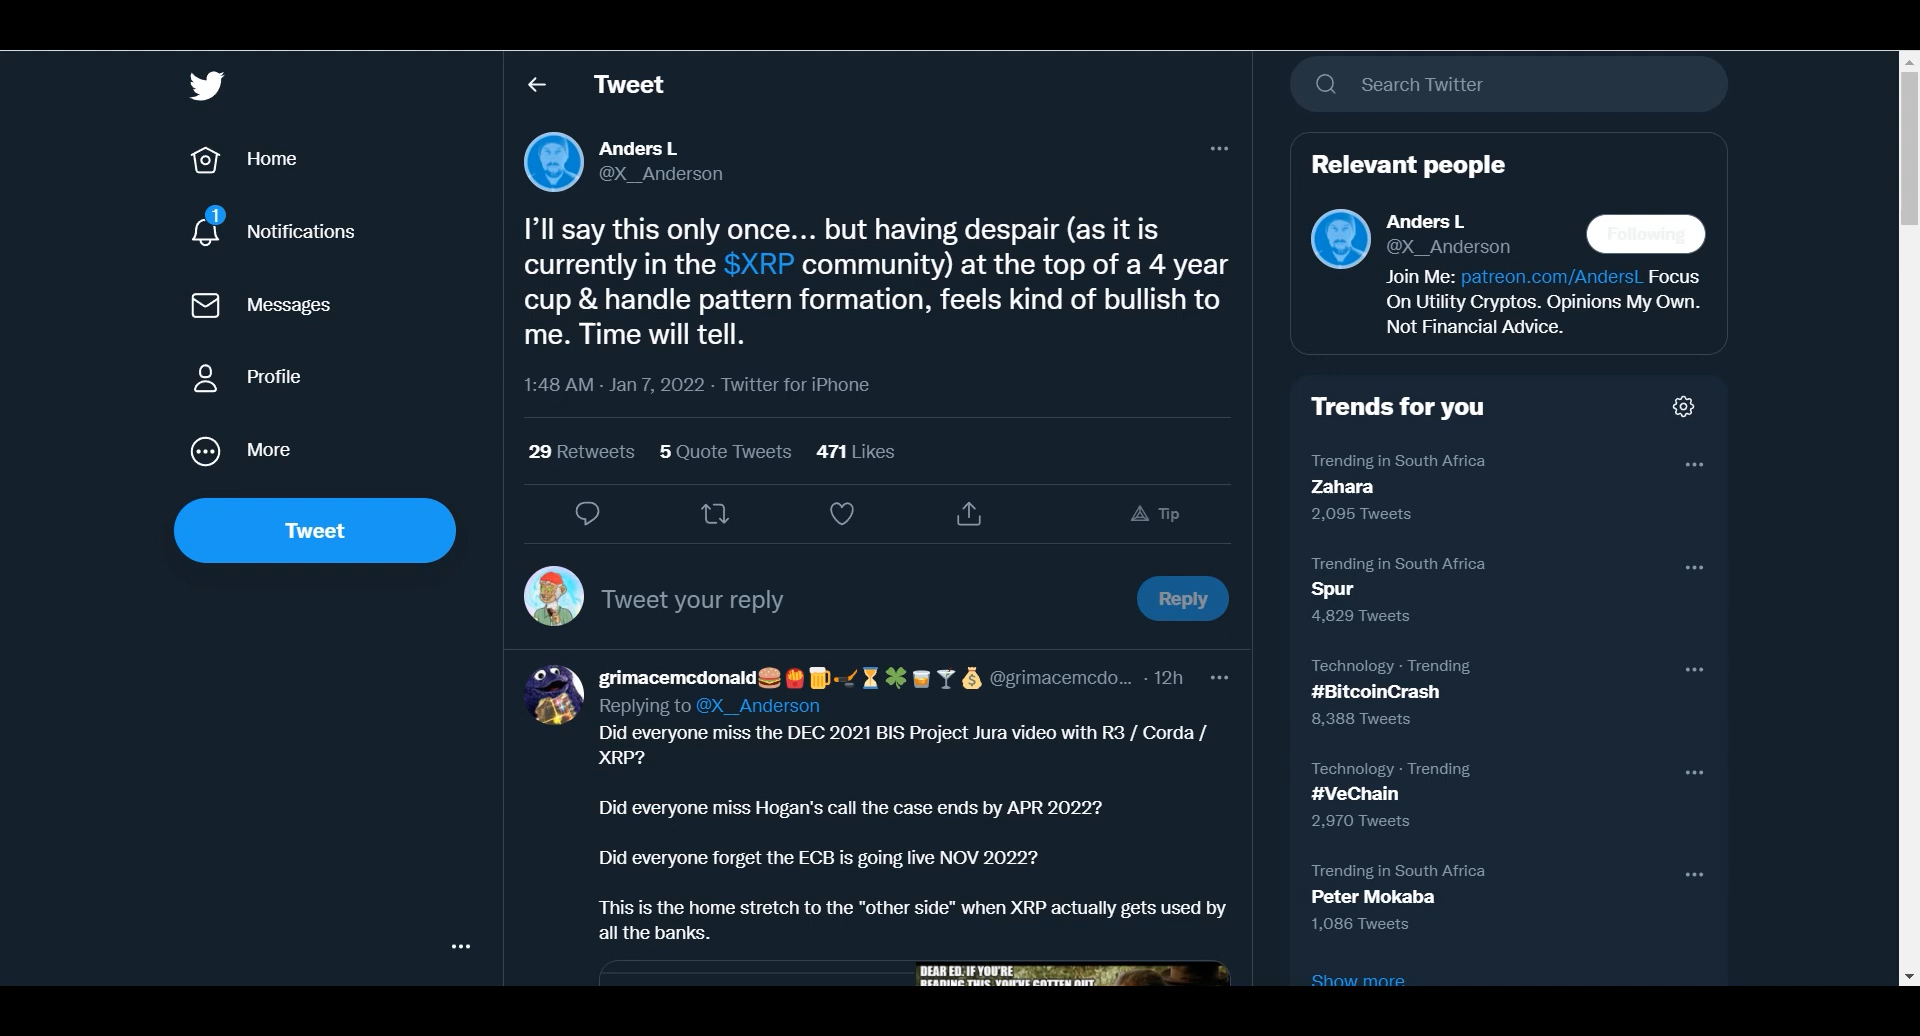 Home
1
Notifications
Messages
Profile
More
Tweet
Tweet
Anders L
@X__Anderson
I’ll say this only once... but having despair (as it is
currently in the $XRP community) at the top of a 4 year
cup & handle pattern formation, feels kind of bullish to
me. Time will tell.
1:48 AM · Jan 7, 2022 · Twitter for iPhone
29 Retweets 5 Quote Tweets 471 Likes
Tip
Tweet your reply
Reply
grimacemcdonald🍔🍟🍺🍳⏳🍀🥃🍸💰 @grimacemcdo... · 12h
Replying to @X__Anderson
Did everyone miss the DEC 2021 BIS Project Jura video with R3 / Corda /
XRP?
Did everyone miss Hogan's call the case ends by APR 2022?
Did everyone forget the ECB is going live NOV 2022?
This is the home stretch to the "other side" when XRP actually gets used by
all the banks.
DEAR ED, IF YOU'RE
READING THIS, YOU'VE GOTTEN OUT
Search Twitter
Relevant people
Anders L
Following
@X__Anderson
Join Me: patreon.com/AndersL Focus
On Utility Cryptos. Opinions My Own.
Not Financial Advice.
Trends for you
Trending in South Africa
Zahara
2,095 Tweets
Trending in South Africa
Spur
4,829 Tweets
Technology · Trending
#BitcoinCrash
8,388 Tweets
Technology · Trending
#VeChain
2,970 Tweets
Trending in South Africa
Peter Mokaba
1,086 Tweets
Show more